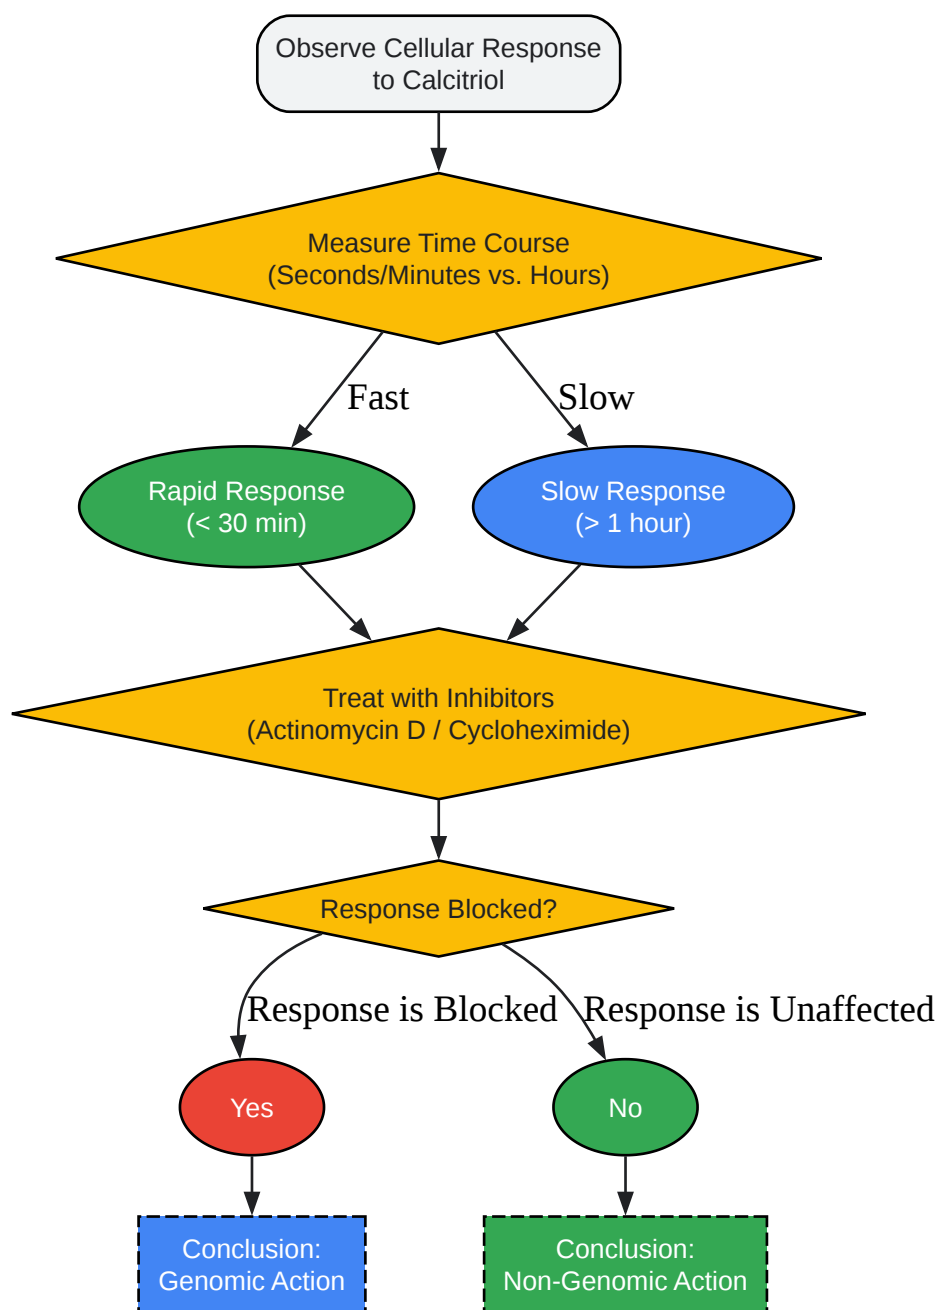 Observe Cellular Response
to Calcitriol
Measure Time Course
(Seconds/Minutes vs. Hours)
Fast
Slow
Rapid Response
(< 30 min)
Slow Response
(> 1 hour)
Treat with Inhibitors
(Actinomycin D / Cycloheximide)
Response Blocked?
Response is Blocked
Response is Unaffected
Yes
No
Conclusion:
Genomic Action
Conclusion:
Non-Genomic Action